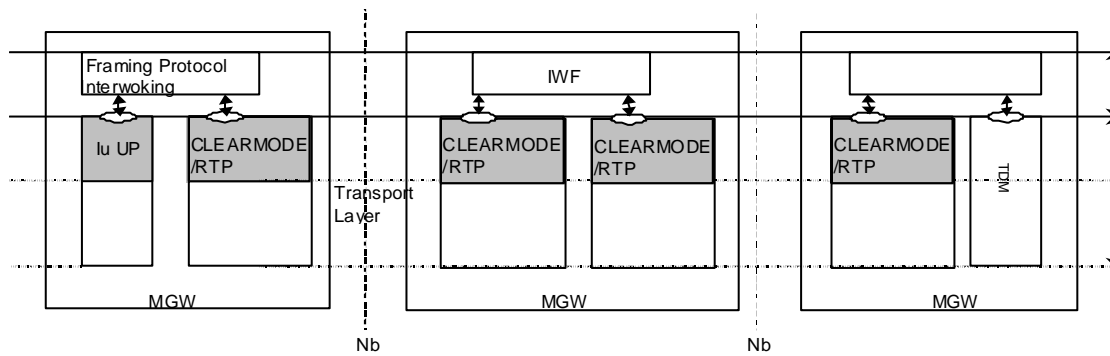 Framing Protocol
Interwoking
IWF
Iu UP
CLEARMODE
/RTP
CLEARMODE
/RTP
CLEARMODE
/RTP
CLEARMODE
/RTP
TDM
Transport
Layer
MGW
MGW
MGW
Nb
Nb